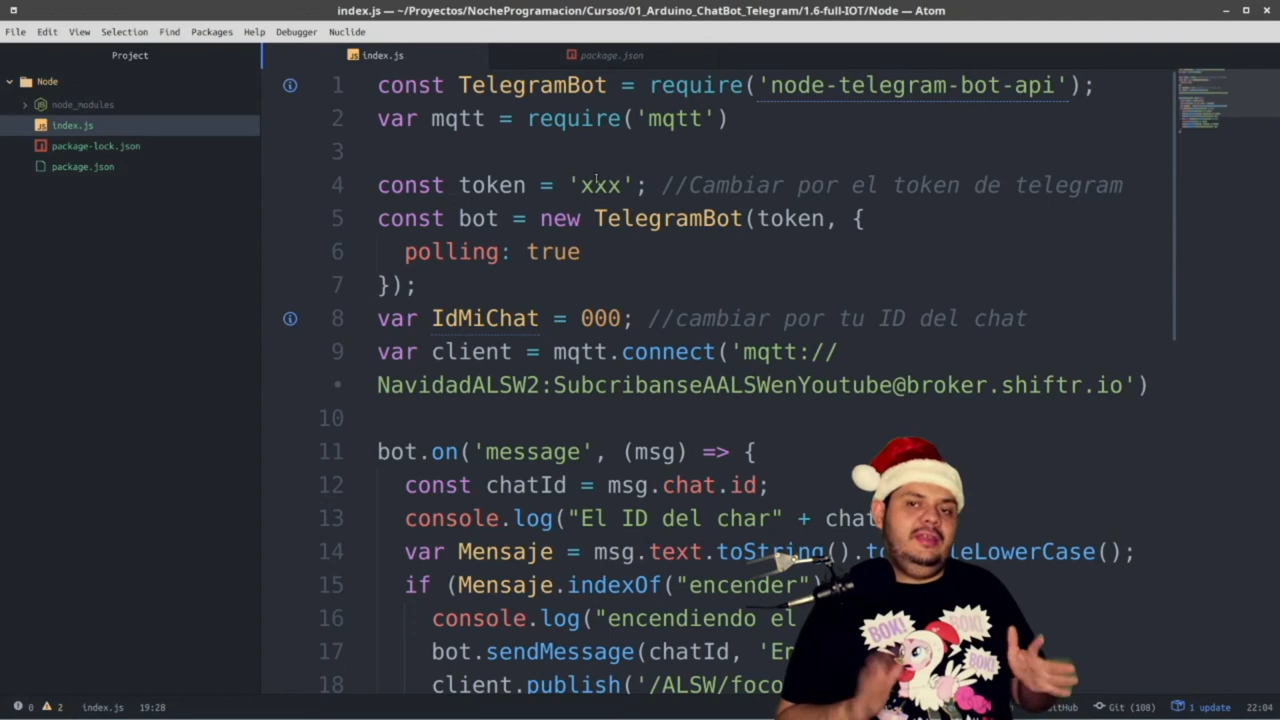 index.js — ~/Proyectos/NocheProgramacion/Cursos/01_Arduino_ChatBot_Telegram/1.6-full-IOT/Node — Atom
File Edit View Selection Find Packages Help Debugger Nuclide
Project
index.js
package.json
Node
node_modules
index.js
package-lock.json
package.json
1 const TelegramBot = require('node-telegram-bot-api');
2 var mqtt = require('mqtt')
3
4 const token = 'xxx'; //Cambiar por el token de telegram
5 const bot = new TelegramBot(token, {
6 polling: true
7 });
8 var IdMiChat = 000; //cambiar por tu ID del chat
9 var client = mqtt.connect('mqtt://
• NavidadALSW2:SubcribanseAALSWenYoutube@broker.shiftr.io')
10
11 bot.on('message', (msg) => {
12 const chatId = msg.chat.id;
13 console.log("El ID del char" +
14 var Mensaje = msg.text.toString().
15 if (Mensaje.indexOf("encender")
16 console.log("encendiendo el
17 bot.sendMessage(chatId,
18 client.publish('/ALSW/foco
BOK! BOK!
BOK!
0 2 index.js 19:28 Git (108) 1 update 22:04